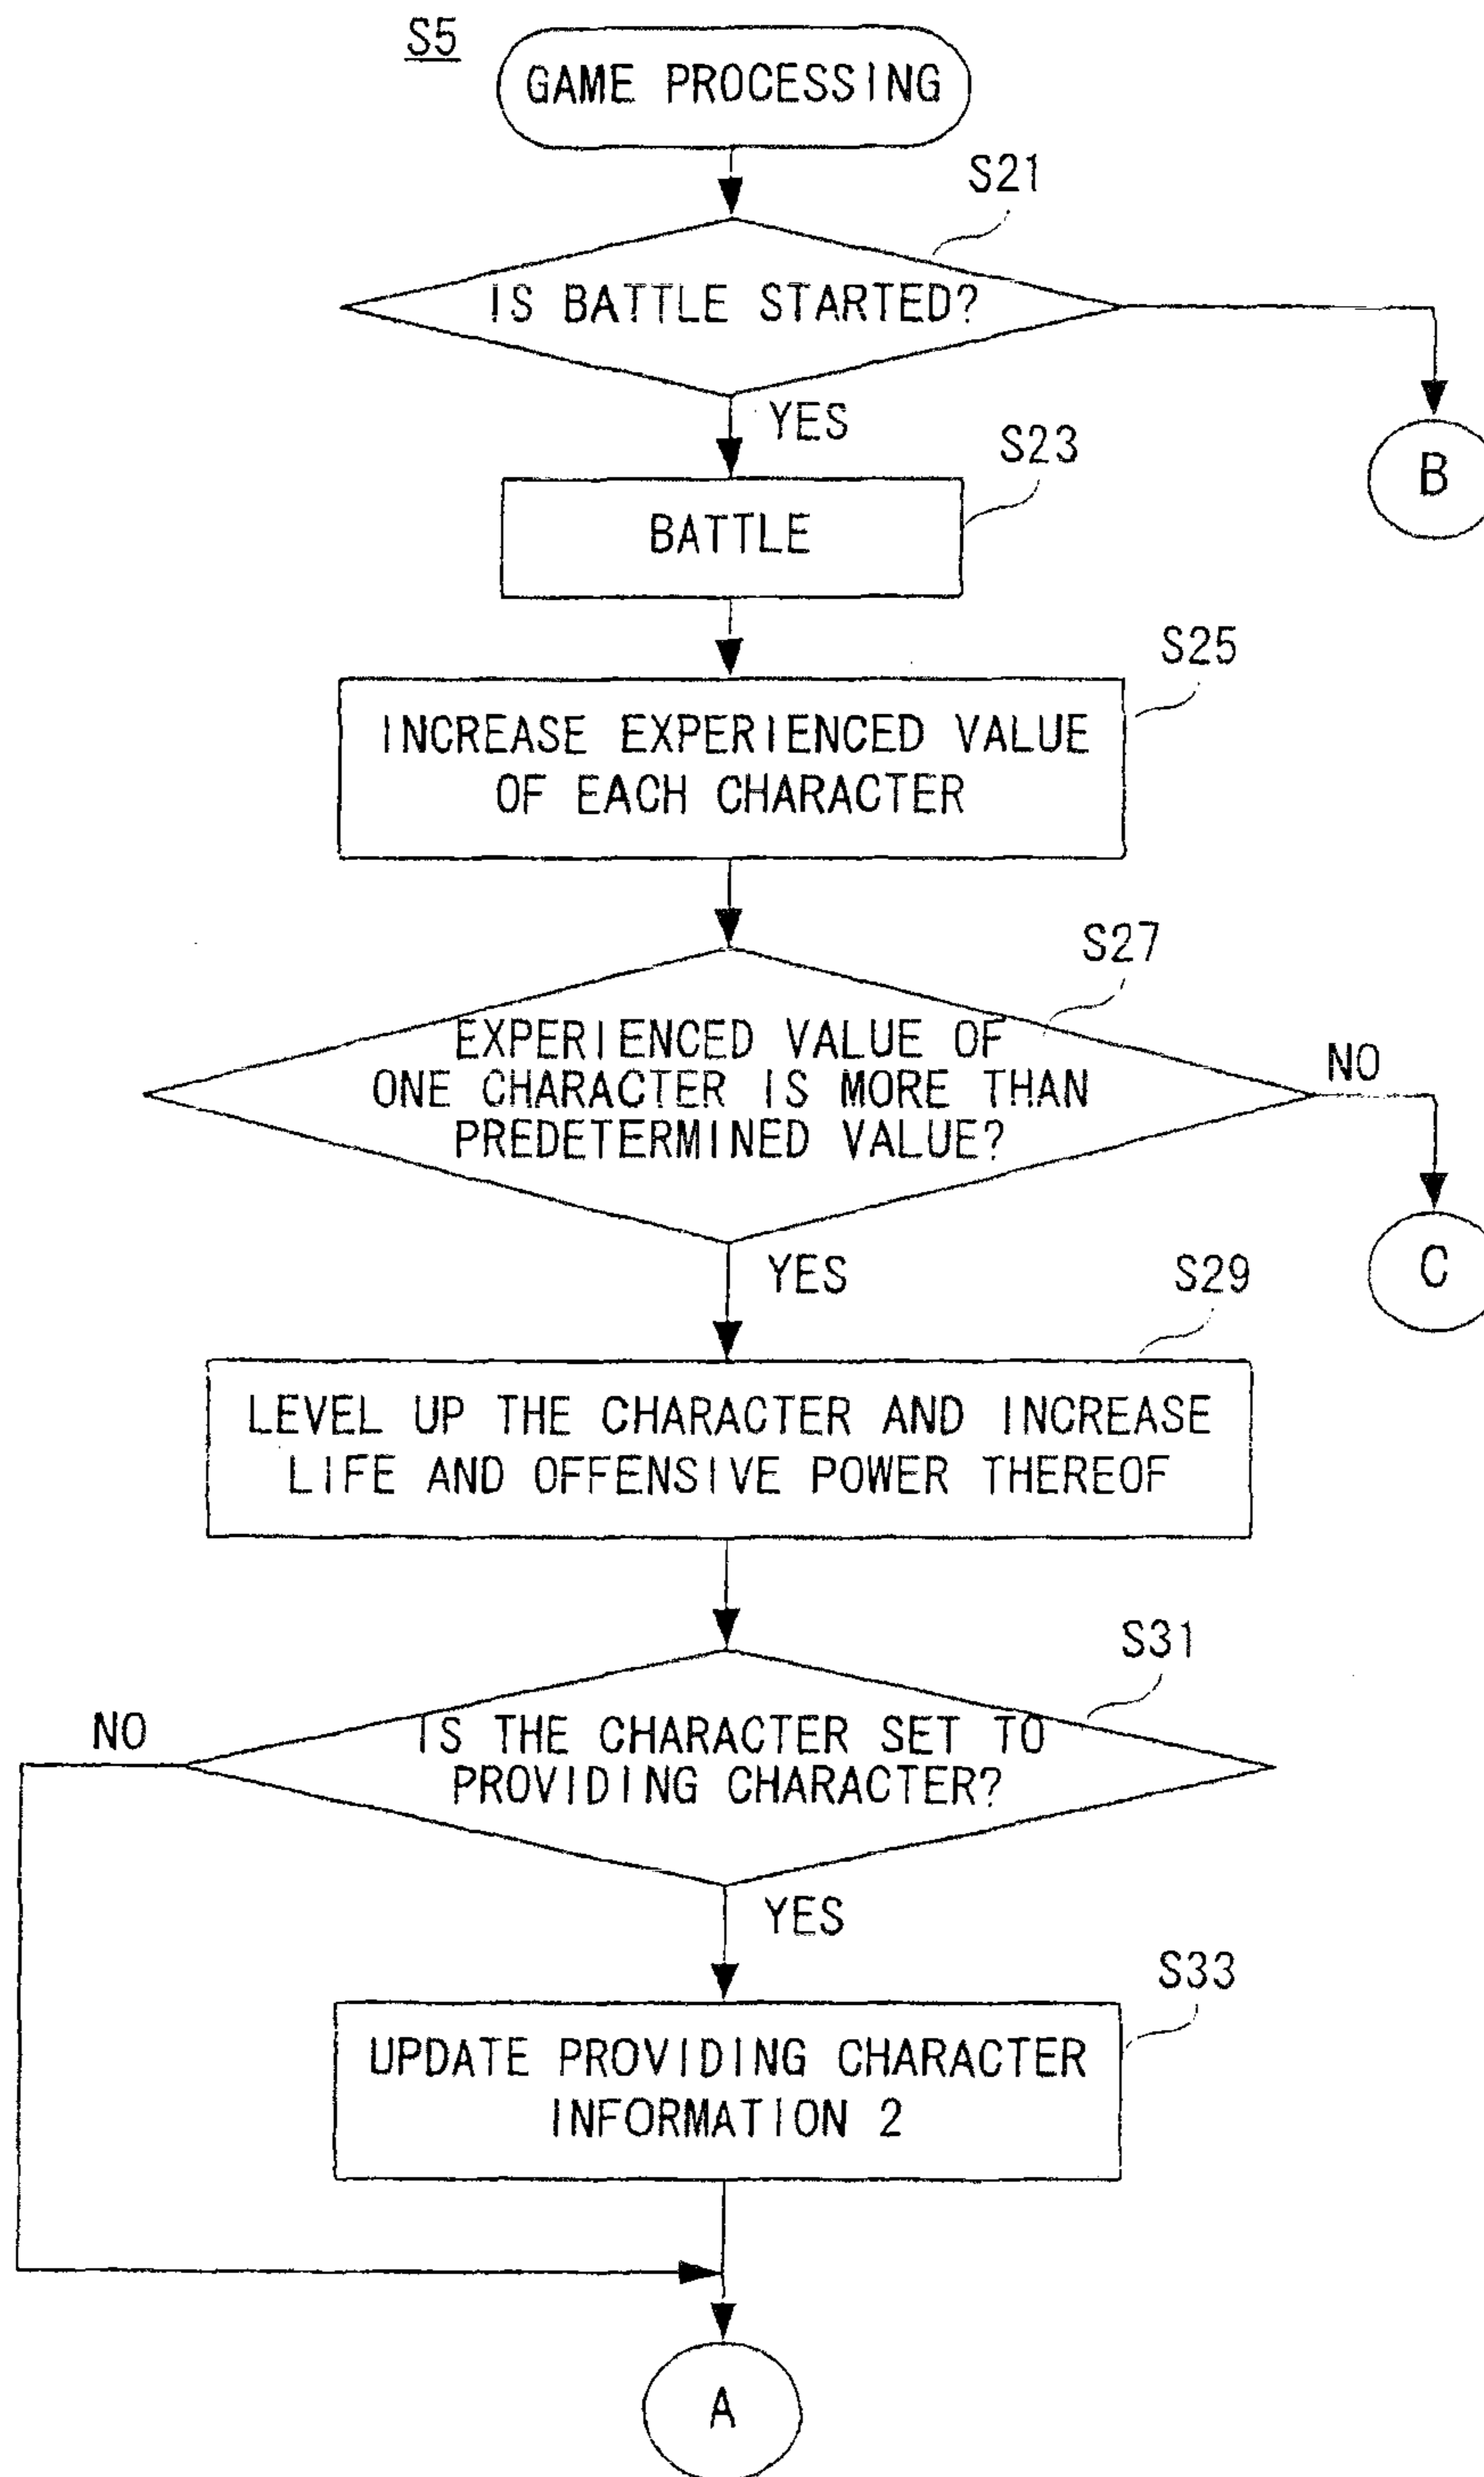 S5
GAME PROCESSING
S21
IS BATTLE STARTED?
YES
B
S23
BATTLE
S25
INCREASE EXPERIENCED VALUE
OF EACH CHARACTER
S27
EXPERIENCED VALUE OF
ONE CHARACTER IS MORE THAN
PREDETERMINED VALUE?
NO
C
YES
S29
LEVEL UP THE CHARACTER AND INCREASE
LIFE AND OFFENSIVE POWER THEREOF
S31
NO
IS THE CHARACTER SET TO
PROVIDING CHARACTER?
YES
S33
UPDATE PROVIDING CHARACTER
INFORMATION 2
A